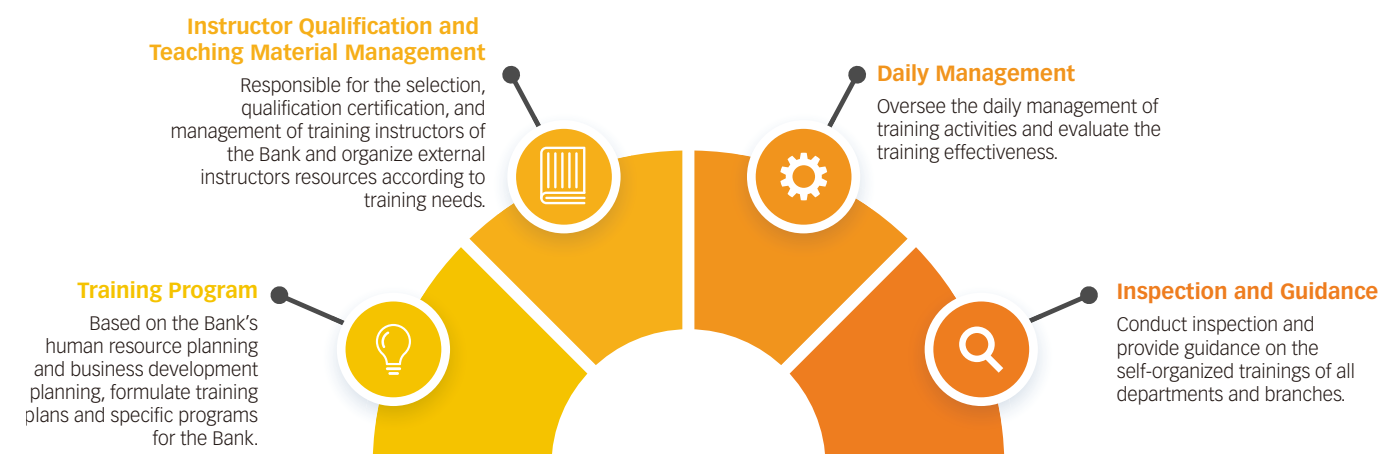 Instructor Qualification and
Teaching Material Management
Responsible for the selection,
qualification certification, and
management of training instructors of
the Bank and organize external
instructors resources according to
training needs.
Daily Management
Oversee the daily management of
training activities and evaluate the
training effectiveness.
Training Program
Based on the Bank’s
human resource planning
and business development
planning, formulate training
plans and specific programs
for the Bank.
Inspection and Guidance
Conduct inspection and
provide guidance on the
self-organized trainings of all
departments and branches.